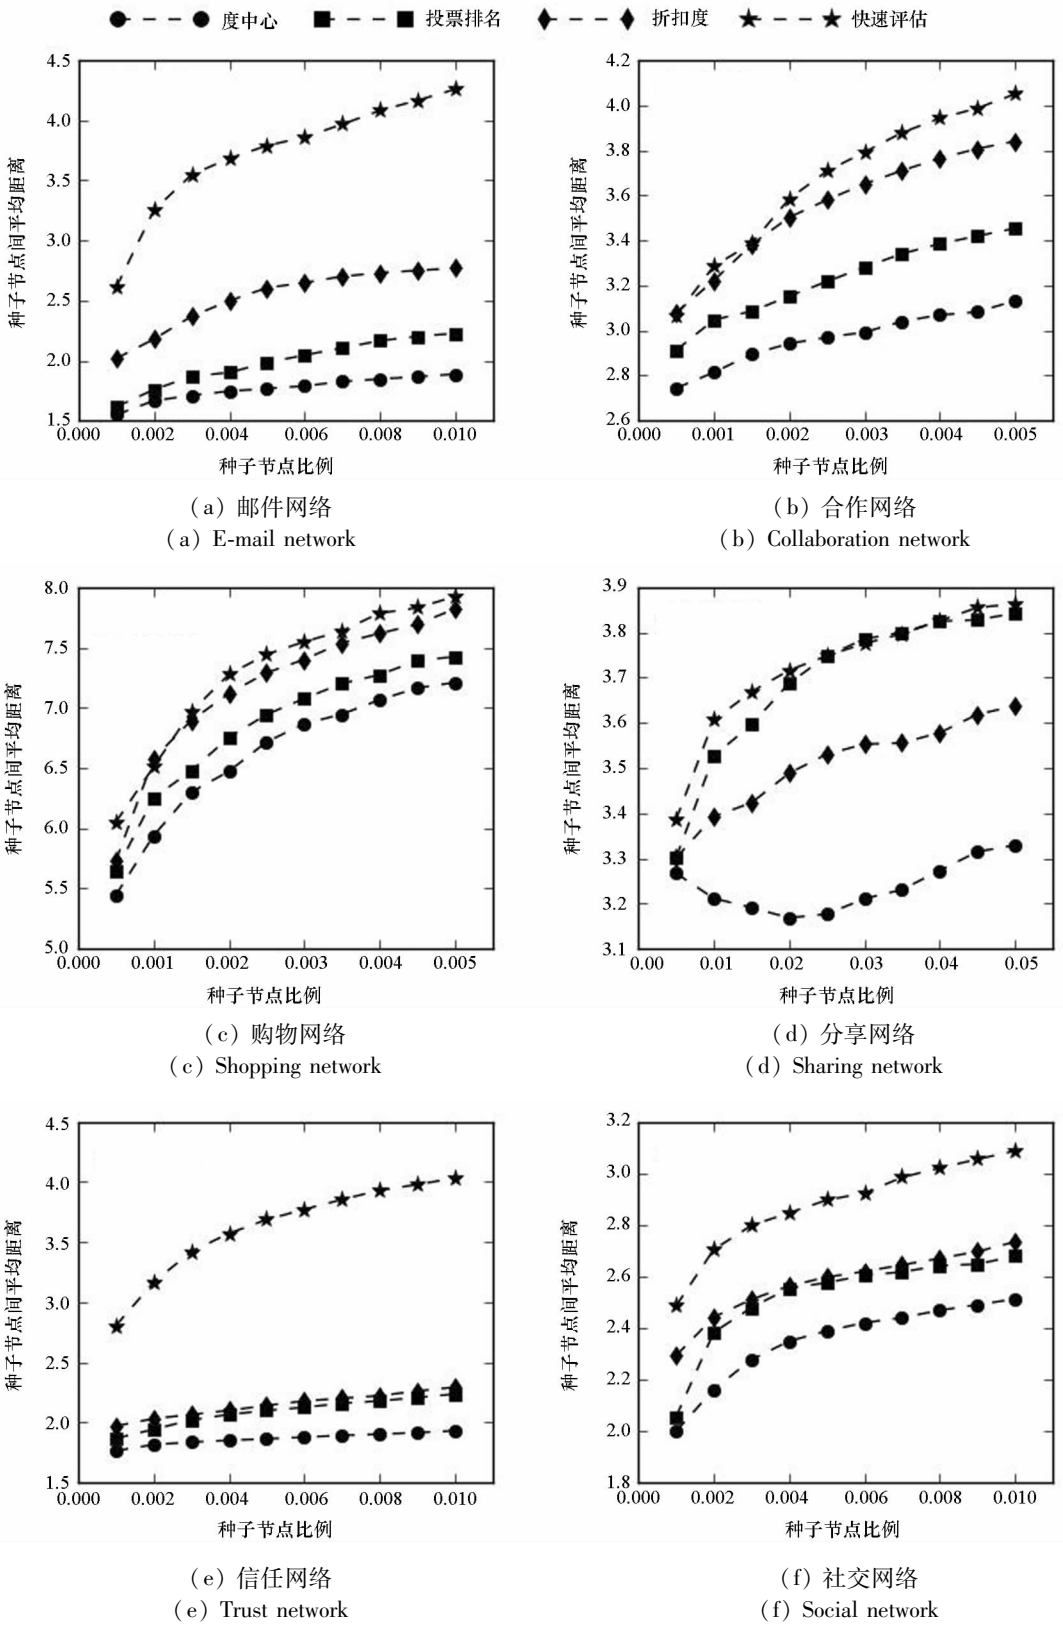 度中心 投票排名 折扣度 快速评估
4.5
4.0
3.5
3.0
2.5
2.0
1.5
种子节点间平均距离
0.000 0.002 0.004 0.006 0.008 0.010
种子节点比例
(a) 邮件网络
(a) E-mail network
4.2
4.0
3.8
3.6
3.4
3.2
3.0
2.8
2.6
种子节点间平均距离
0.000 0.001 0.002 0.003 0.004 0.005
种子节点比例
(b) 合作网络
(b) Collaboration network
8.0
7.5
7.0
6.5
6.0
5.5
5.0
种子节点间平均距离
0.000 0.001 0.002 0.003 0.004 0.005
种子节点比例
(c) 购物网络
(c) Shopping network
3.9
3.8
3.7
3.6
3.5
3.4
3.3
3.2
3.1
种子节点间平均距离
0.00 0.01 0.02 0.03 0.04 0.05
种子节点比例
(d) 分享网络
(d) Sharing network
4.5
4.0
3.5
3.0
2.5
2.0
1.5
种子节点间平均距离
0.000 0.002 0.004 0.006 0.008 0.010
种子节点比例
(e) 信任网络
(e) Trust network
3.2
3.0
2.8
2.6
2.4
2.2
2.0
1.8
种子节点间平均距离
0.000 0.002 0.004 0.006 0.008 0.010
种子节点比例
(f) 社交网络
(f) Social network